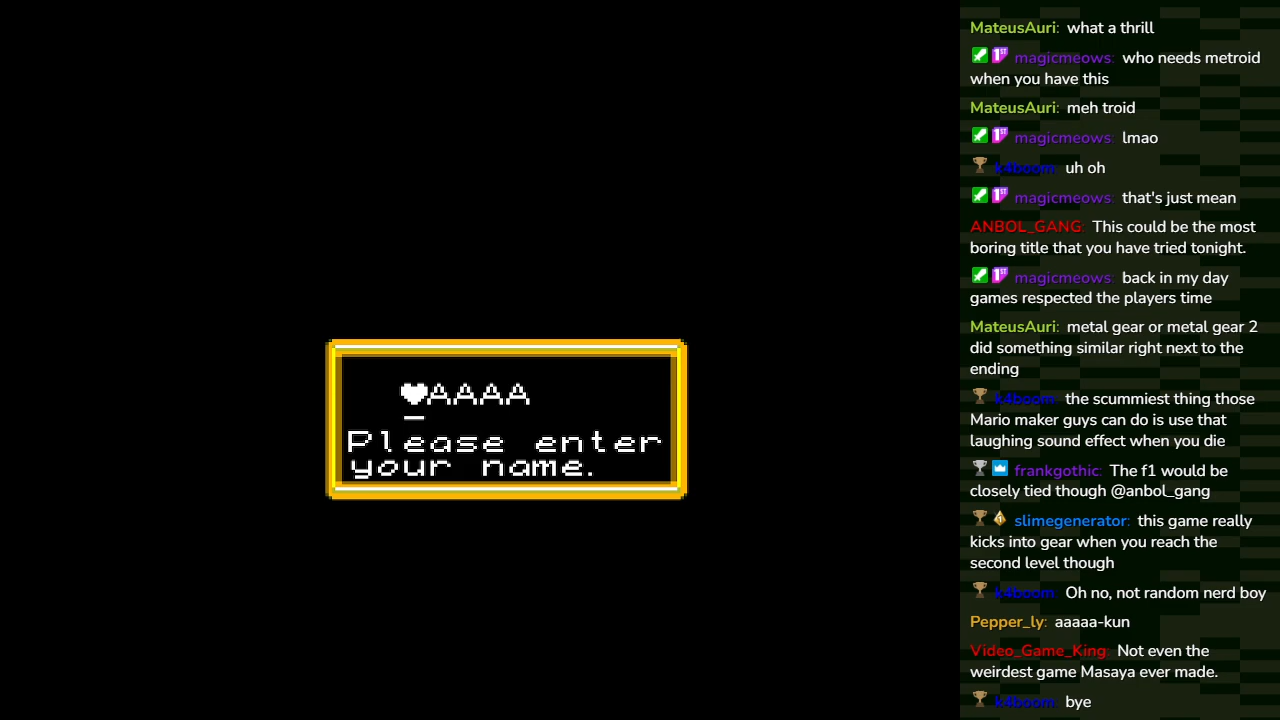 ♥AAAA
Please enter
your name.
MateusAuri: what a thrill
magicmeows: who needs metroid
when you have this
MateusAuri: meh troid
magicmeows: lmao
k4boom: uh oh
magicmeows: that's just mean
ANBOL_GANG: This could be the most
boring title that you have tried tonight.
magicmeows: back in my day
games respected the players time
MateusAuri: metal gear or metal gear 2
did something similar right next to the
ending
k4boom: the scummiest thing those
Mario maker guys can do is use that
laughing sound effect when you die
frankgothic: The f1 would be
closely tied though @anbol_gang
slimegenerator: this game really
kicks into gear when you reach the
second level though
k4boom: Oh no, not random nerd boy
Pepper_ly: aaaaa-kun
Video_Game_King: Not even the
weirdest game Masaya ever made.
k4boom: bye